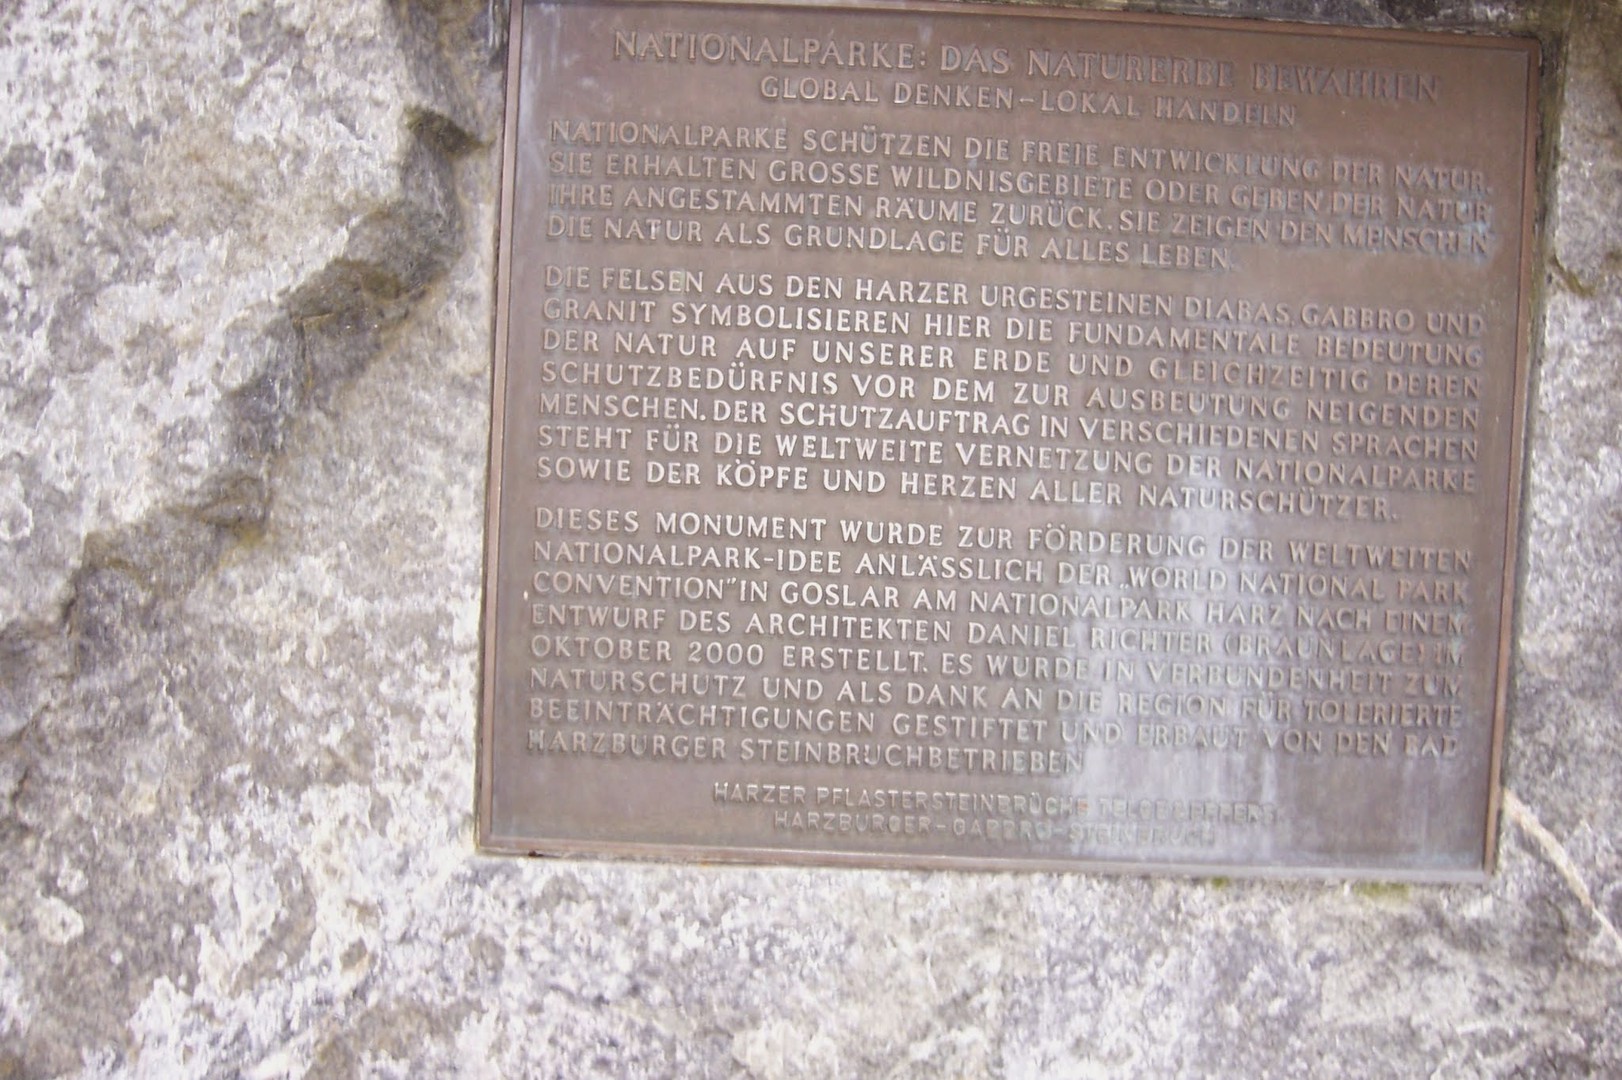 NATIONALPARKE: DAS NATURERBE BEWAHREN
GLOBAL DENKEN-LOKAL HANDELN
NATIONALPARKE SCHÜTZEN DIE FREIE ENTWICKLUNG DER NATUR.
SIE ERHALTEN GROSSE WILDNISGEBIETE ODER GEBEN DER NATUR
IHRE ANGESTAMMTEN RÄUME ZURÜCK. SIE ZEIGEN DEN MENSCHEN
DIE NATUR ALS GRUNDLAGE FÜR ALLES LEBEN.
DIE FELSEN AUS DEN HARZER URGESTEINEN DIABAS, GABBRO UND
GRANIT SYMBOLISIEREN HIER DIE FUNDAMENTALE BEDEUTUNG
DER NATUR AUF UNSERER ERDE UND GLEICHZEITIG DEREN
SCHUTZBEDÜRFNIS VOR DEM ZUR AUSBEUTUNG NEIGENDEN
MENSCHEN. DER SCHUTZAUFTRAG IN VERSCHIEDENEN SPRACHEN
STEHT FÜR DIE WELTWEITE VERNETZUNG DER NATIONALPARKE
SOWIE DER KÖPFE UND HERZEN ALLER NATURSCHÜTZER.
DIESES MONUMENT WURDE ZUR FÖRDERUNG DER WELTWEITEN
NATIONALPARK-IDEE ANLÄSSLICH DER „WORLD NATIONAL PARK
CONVENTION" IN GOSLAR AM NATIONALPARK HARZ NACH EINEM
ENTWURF DES ARCHITEKTEN DANIEL RICHTER (BRAUNLAGE) IM
OKTOBER 2000 ERSTELLT. ES WURDE IN VERBUNDENHEIT ZUM
NATURSCHUTZ UND ALS DANK AN DIE REGION FÜR TOLERIERTE
BEEINTRÄCHTIGUNGEN GESTIFTET UND ERBAUT VON DEN BAD
HARZBURGER STEINBRUCHBETRIEBEN
HARZER PFLASTERSTEINBRÜCHE
HARZBURGER-GABBRO-STEINBRUCH